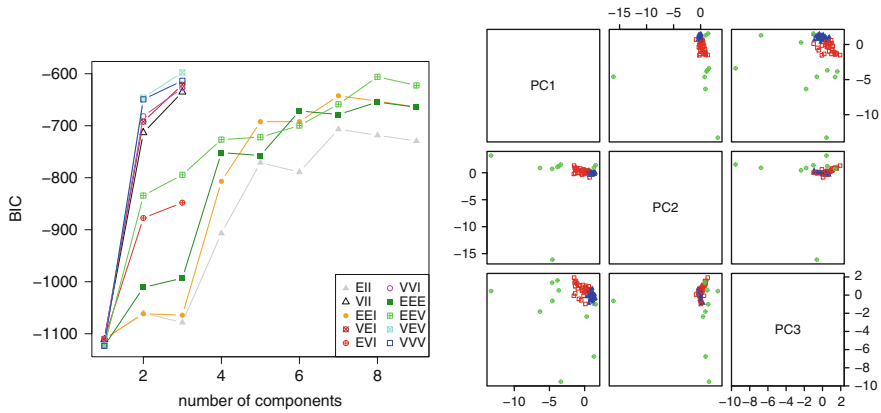 −600
−700
−800
−900
−1000
−1100
BIC
2 4 6 8
number of components
EII VVI
VII EEE
EEI EEV
VEI VEV
EVI VVV
−15 −10 −5 0
PC1
0
−5
−10
0
−5
−10
−15
PC2
PC3
2
0
−2
−4
−6
−8
−10
−10 −5 0
−10 −8 −6 −4 −2 0 2